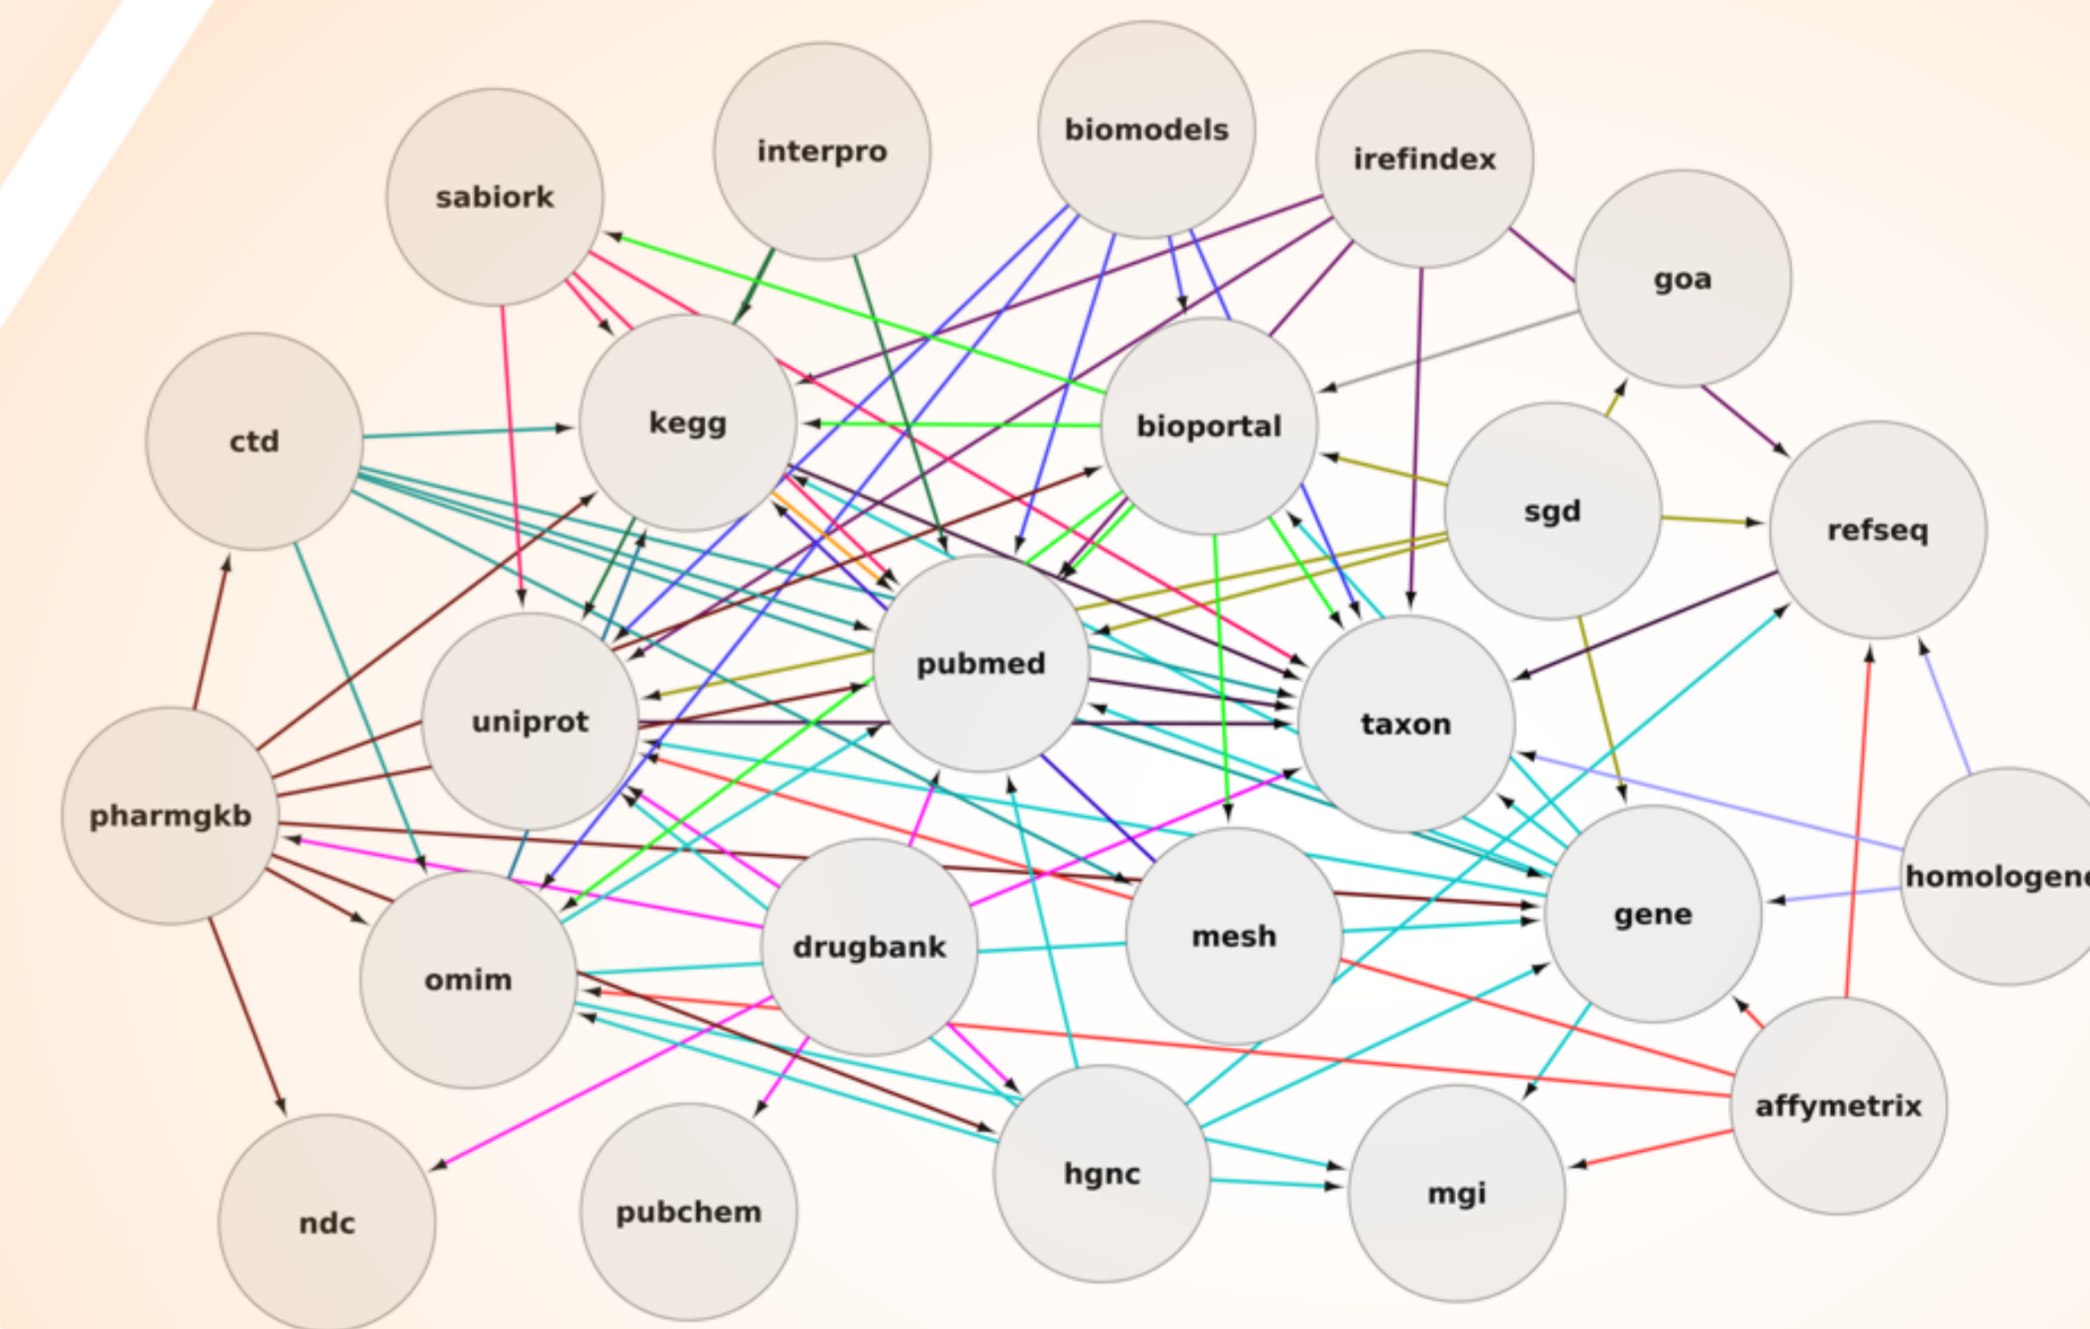 biomodels
interpro
irefindex
sabiork
goa
kegg
bioportal
ctd
sgd
refseq
pubmed
uniprot
taxon
pharmgkb
homologene
gene
mesh
drugbank
omim
affymetrix
hgnc
mgi
pubchem
ndc